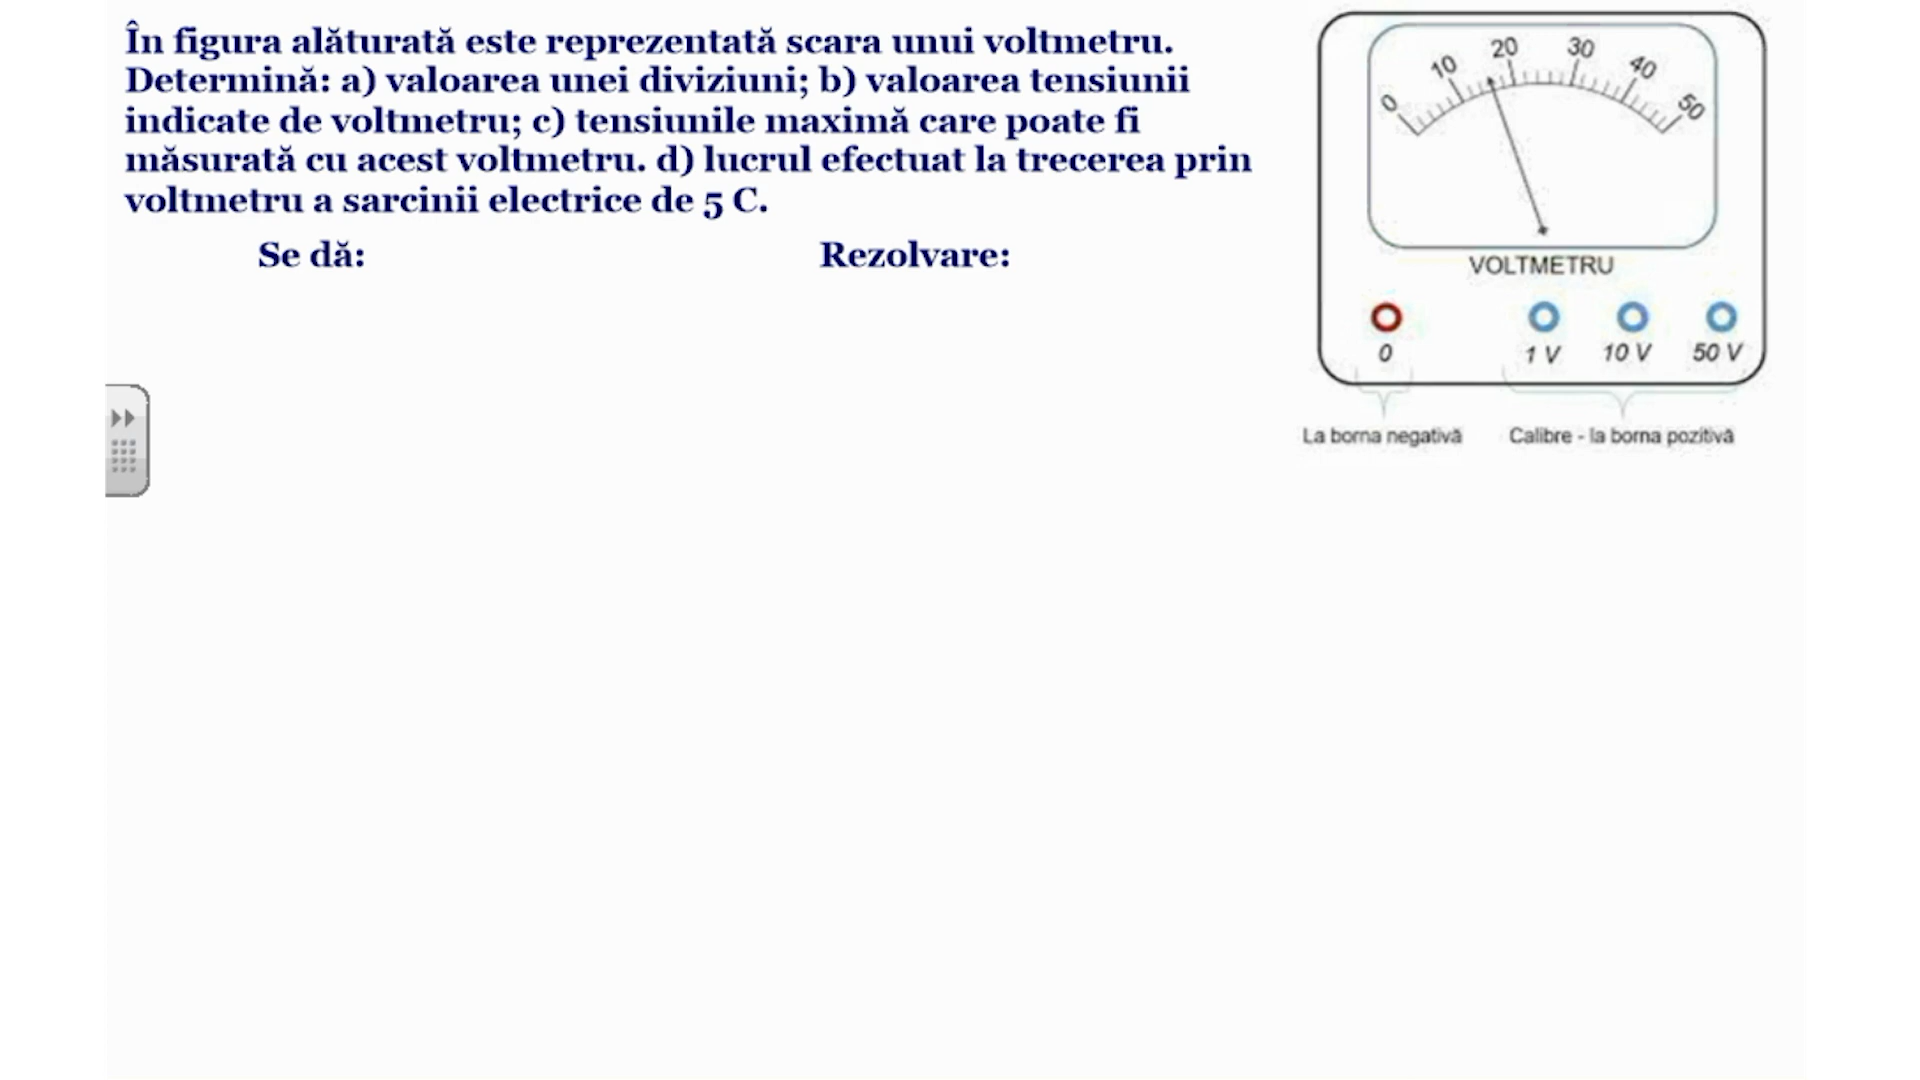 În figura alăturată este reprezentată scara unui voltmetru.
Determină: a) valoarea unei diviziuni; b) valoarea tensiunii
indicate de voltmetru; c) tensiunile maximă care poate fi
măsurată cu acest voltmetru. d) lucrul efectuat la trecerea prin
voltmetru a sarcinii electrice de 5 C.
Se dă:
Rezolvare:
0 10 20 30 40 50
VOLTMETRU
0 1 V 10 V 50 V
La borna negativă
Calibre - la borna pozitivă